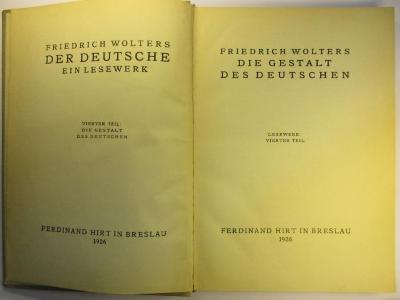 FRIEDRICH WOLTERS
DER DEUTSCHE
EIN LESEWERK
VIERTER TEIL:
DIE GESTALT
DES DEUTSCHEN
FERDINAND HIRT IN BRESLAU
1926
FRIEDRICH WOLTERS
DIE GESTALT
DES DEUTSCHEN
LESEWERK
VIERTER TEIL
FERDINAND HIRT IN BRESLAU
1926